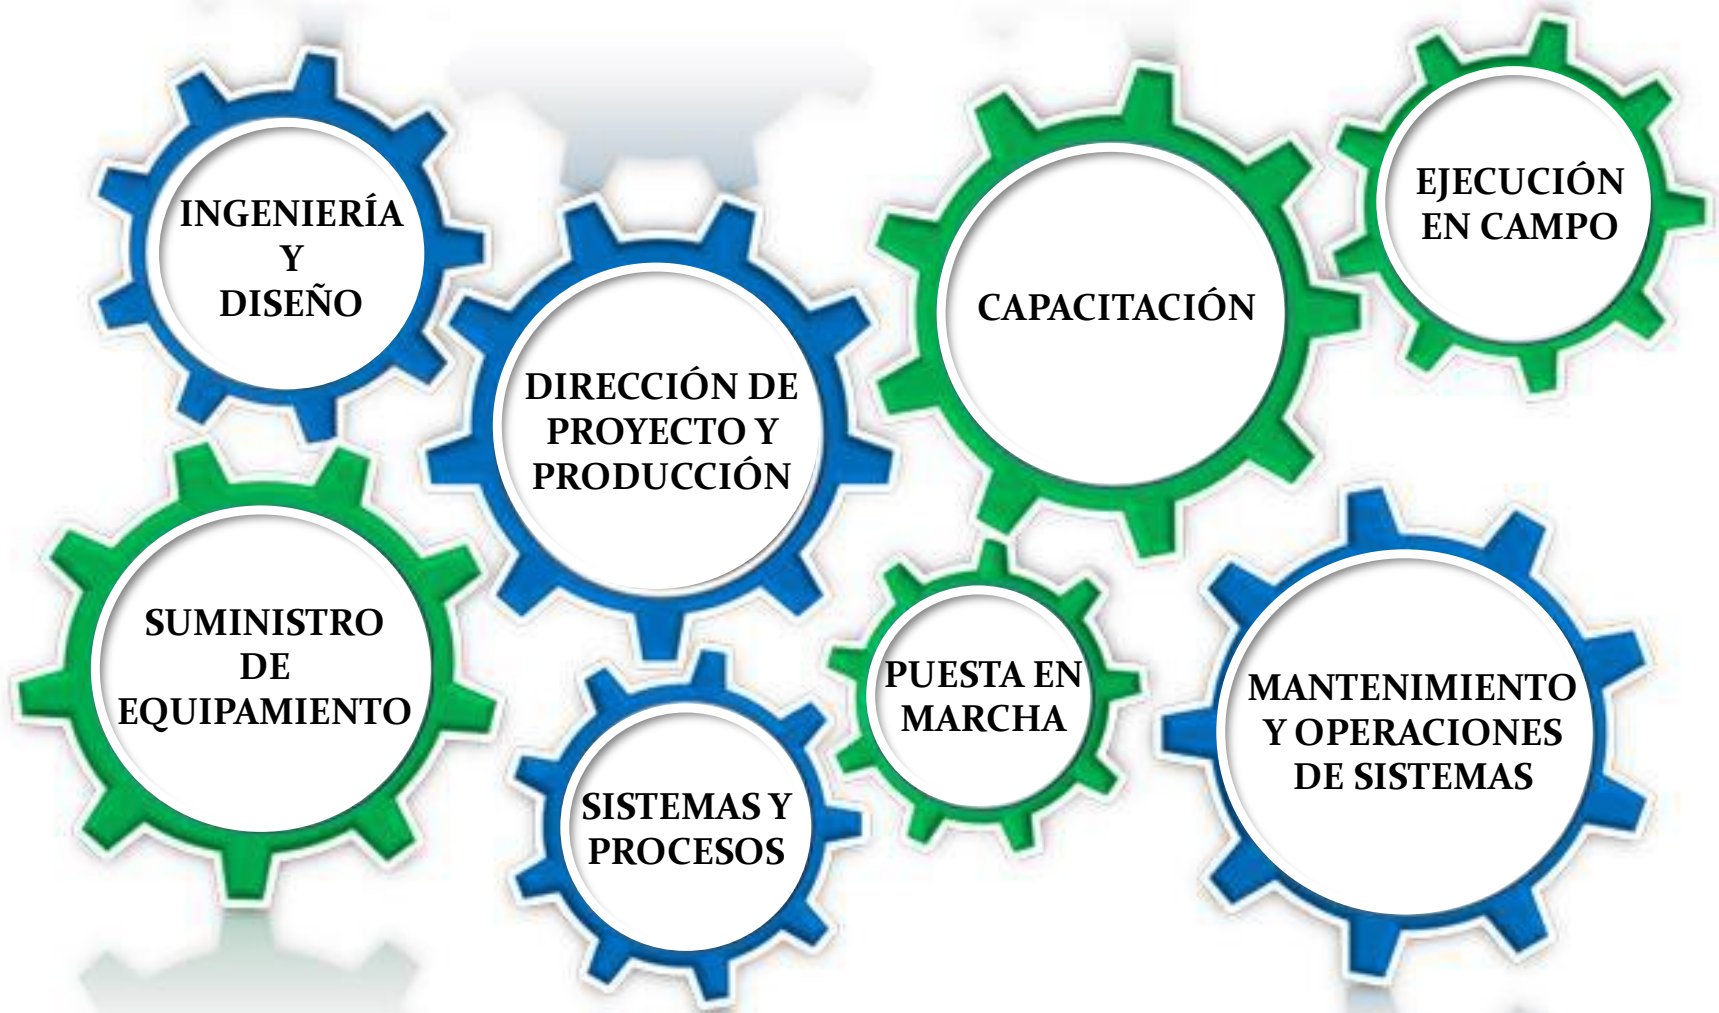 INGENIERÍA
Y
DISEÑO
DIRECCIÓN DE
PROYECTO Y
PRODUCCIÓN
CAPACITACIÓN
EJECUCIÓN
EN CAMPO
SUMINISTRO
DE
EQUIPAMIENTO
SISTEMAS Y
PROCESOS
PUESTA EN
MARCHA
MANTENIMIENTO
Y OPERACIONES
DE SISTEMAS